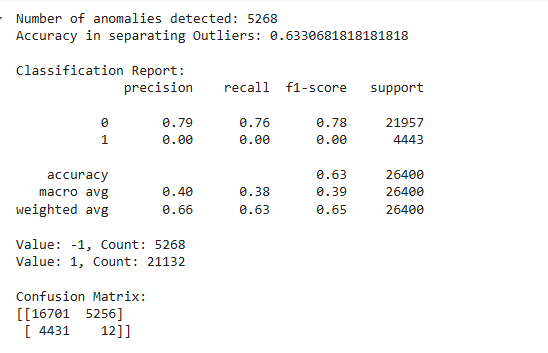 Number of anomalies detected: 5268
Accuracy in separating Outliers: 0.6330681818181818
Classification Report:
precision recall f1-score support
0 0.79 0.76 0.78 21957
1 0.00 0.00 0.00 4443
accuracy 0.63 26400
macro avg 0.40 0.38 0.39 26400
weighted avg 0.66 0.63 0.65 26400
Value: -1, Count: 5268
Value: 1, Count: 21132
Confusion Matrix:
[[16701 5256]
[ 4431 12]]